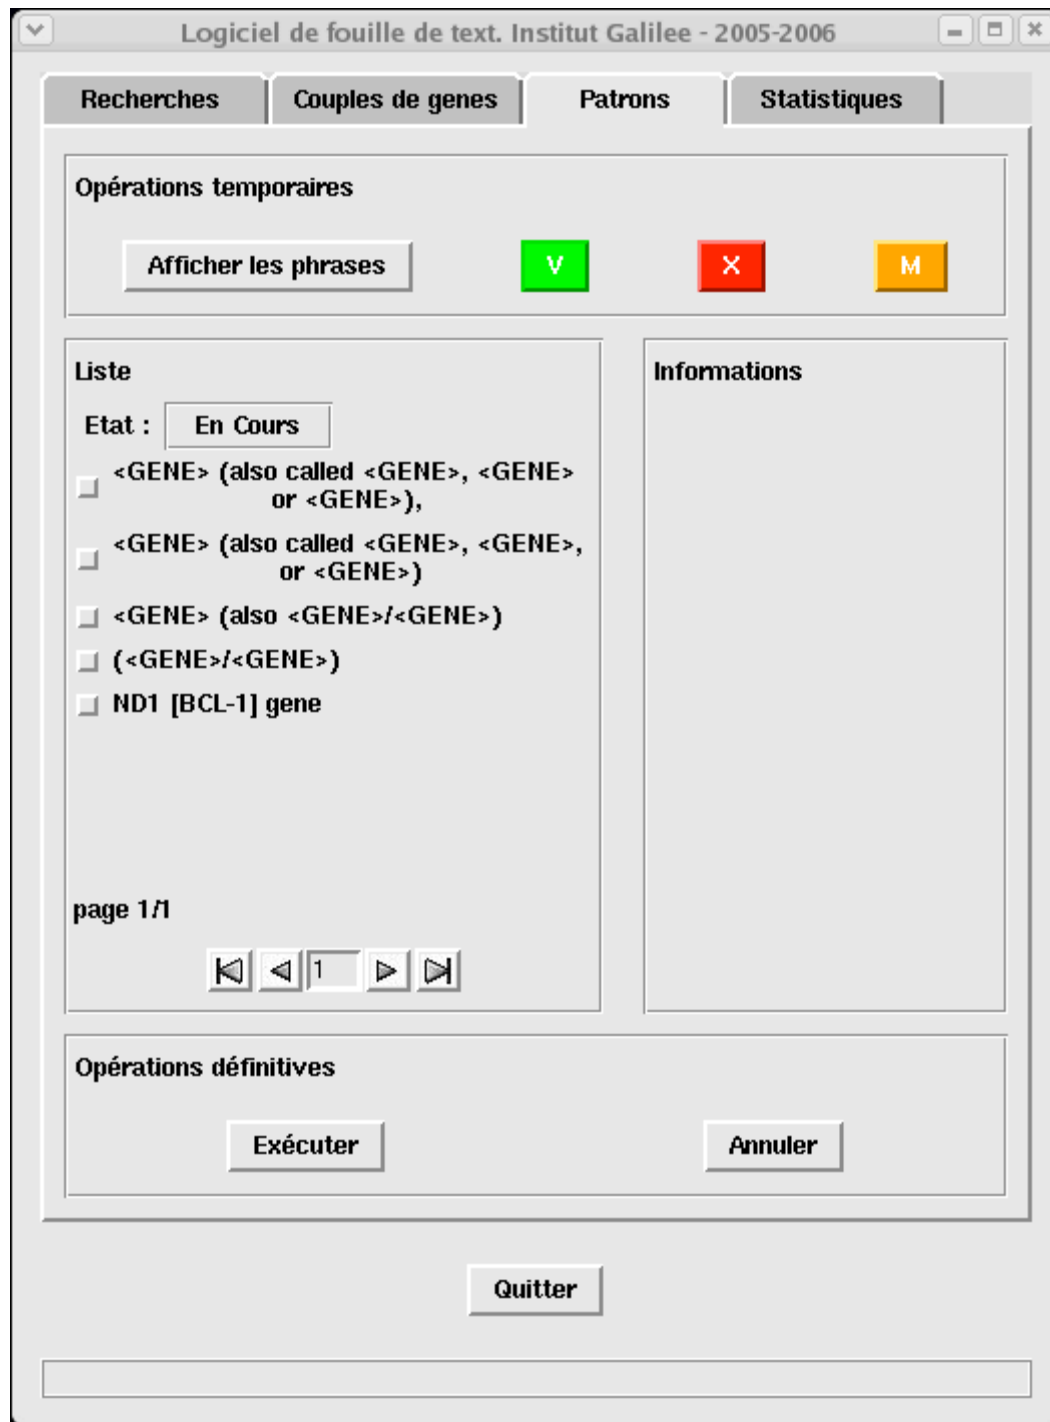 Logiciel de fouille de text. Institut Galilee - 2005-2006
Recherches
Couples de genes
Patrons
Statistiques
Opérations temporaires
Afficher les phrases
V
X
M
Liste
Etat :
En Cours
<GENE> (also called <GENE>, <GENE>
or <GENE>),
<GENE> (also called <GENE>, <GENE>,
or <GENE>)
<GENE> (also <GENE>/<GENE>)
(<GENE>/<GENE>)
ND1 [BCL-1] gene
page 1/1
1
Informations
Opérations définitives
Exécuter
Annuler
Quitter